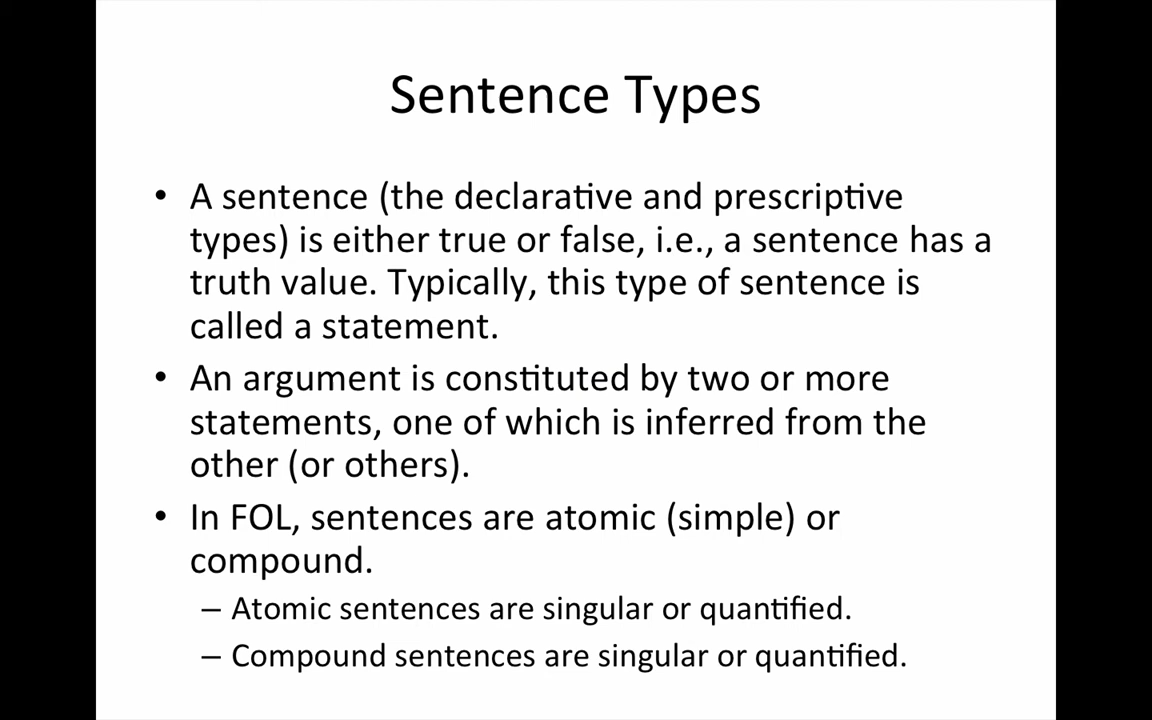 Sentence Types
• A sentence (the declarative and prescriptive
types) is either true or false, i.e., a sentence has a
truth value. Typically, this type of sentence is
called a statement.
• An argument is constituted by two or more
statements, one of which is inferred from the
other (or others).
• In FOL, sentences are atomic (simple) or
compound.
– Atomic sentences are singular or quantified.
– Compound sentences are singular or quantified.